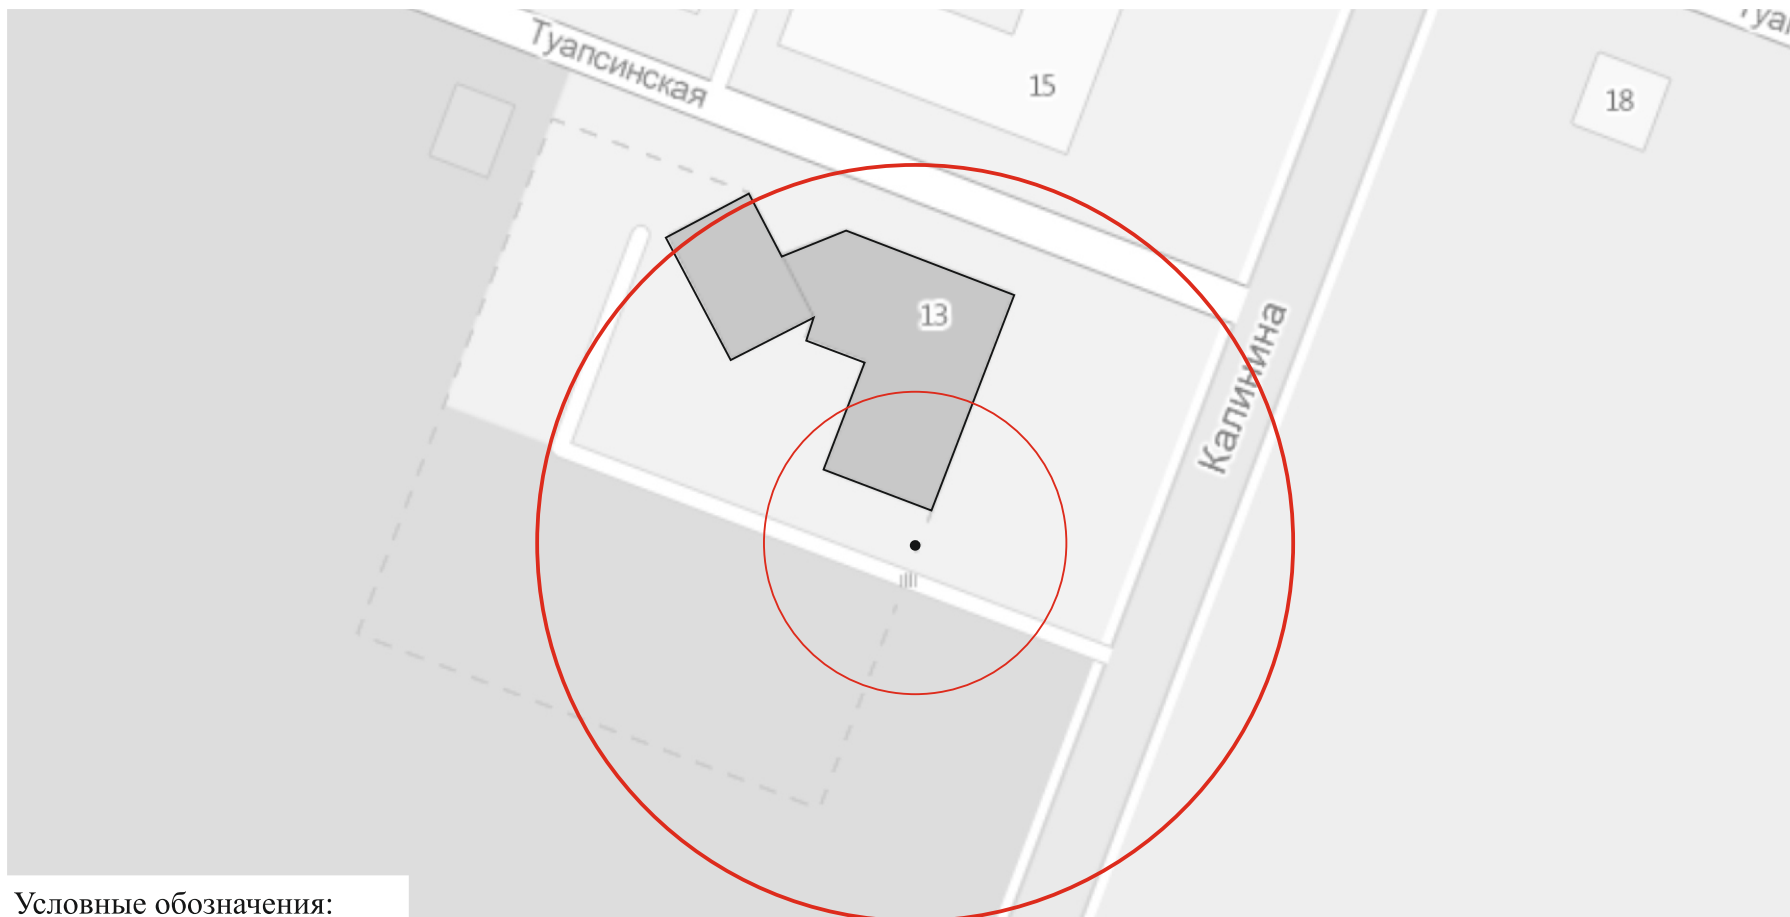 Туапсинская
15
18
13
Калинина
Условные обозначения: